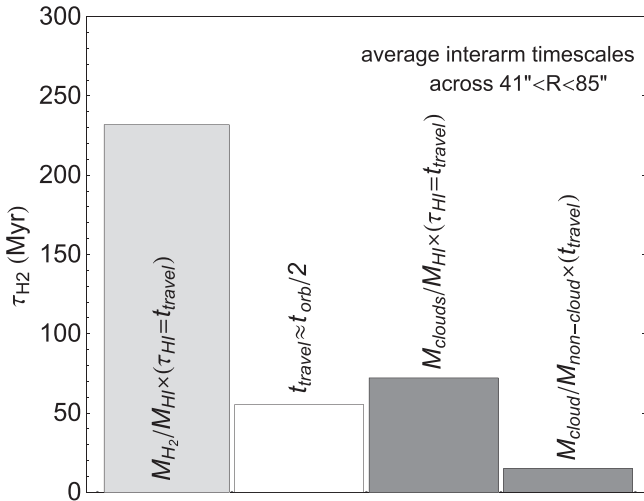 300
250
200
150
100
50
0
τH2 (Myr)
average interarm timescales
across 41"<R<85"
MH2/MHI×(τHI=ttravel)
ttravel≈torb/2
Mclouds/MHI×(τHI=ttravel)
Mcloud/Mnon−cloud×(ttravel)